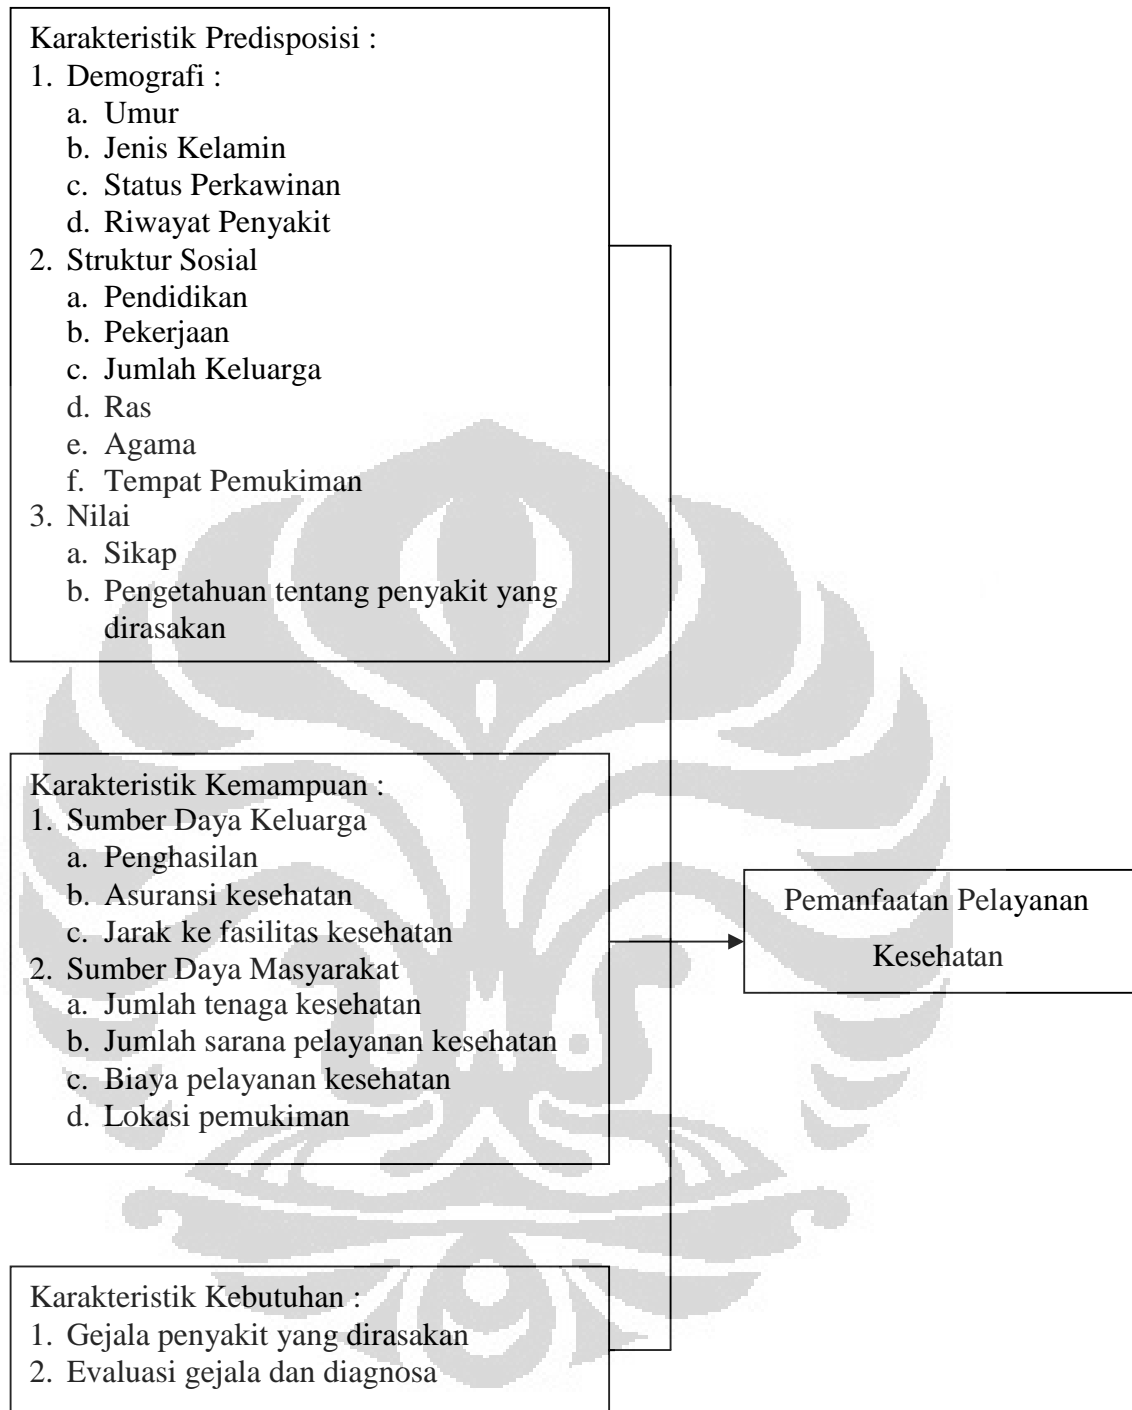 Karakteristik Predisposisi :
1. Demografi :
a. Umur
b. Jenis Kelamin
c. Status Perkawinan
d. Riwayat Penyakit
2. Struktur Sosial
a. Pendidikan
b. Pekerjaan
c. Jumlah Keluarga
d. Ras
e. Agama
f. Tempat Pemukiman
3. Nilai
a. Sikap
b. Pengetahuan tentang penyakit yang
dirasakan
Karakteristik Kemampuan :
1. Sumber Daya Keluarga
a. Penghasilan
b. Asuransi kesehatan
c. Jarak ke fasilitas kesehatan
2. Sumber Daya Masyarakat
a. Jumlah tenaga kesehatan
b. Jumlah sarana pelayanan kesehatan
c. Biaya pelayanan kesehatan
d. Lokasi pemukiman
Pemanfaatan Pelayanan
Kesehatan
Karakteristik Kebutuhan :
1. Gejala penyakit yang dirasakan
2. Evaluasi gejala dan diagnosa